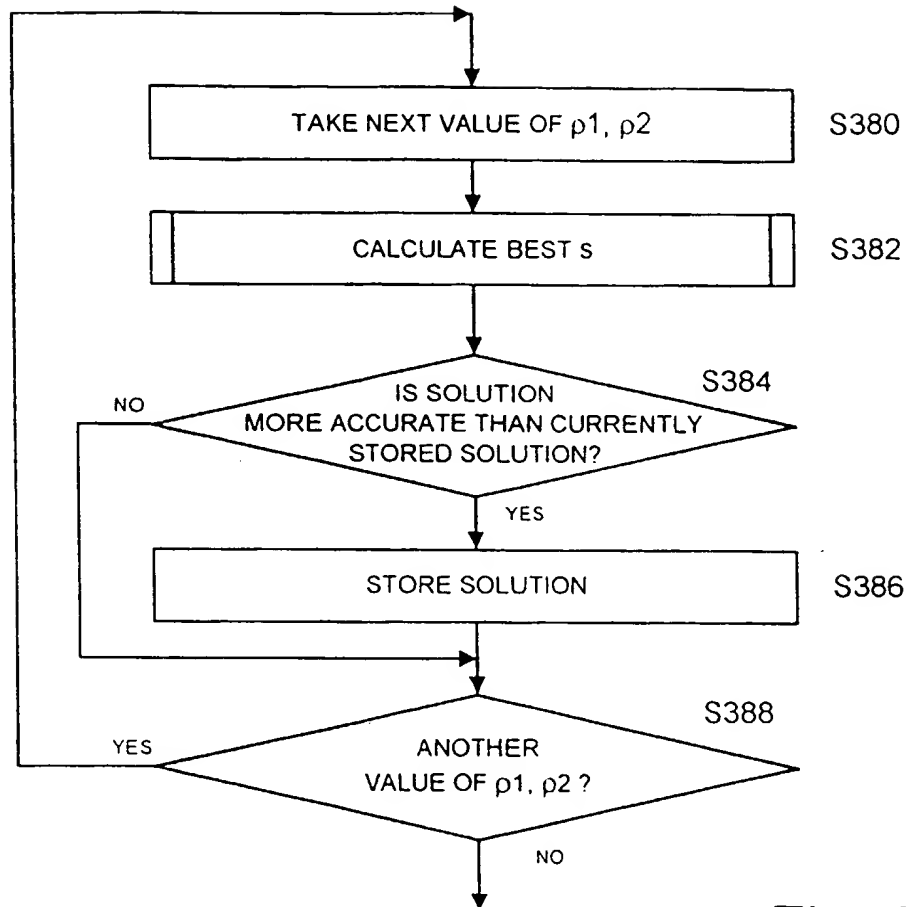 TAKE NEXT VALUE OF ρ1, ρ2
S380
CALCULATE BEST s
S382
S384
IS SOLUTION
MORE ACCURATE THAN CURRENTLY
STORED SOLUTION?
NO
YES
STORE SOLUTION
S386
S388
YES
ANOTHER
VALUE OF ρ1, ρ2 ?
NO